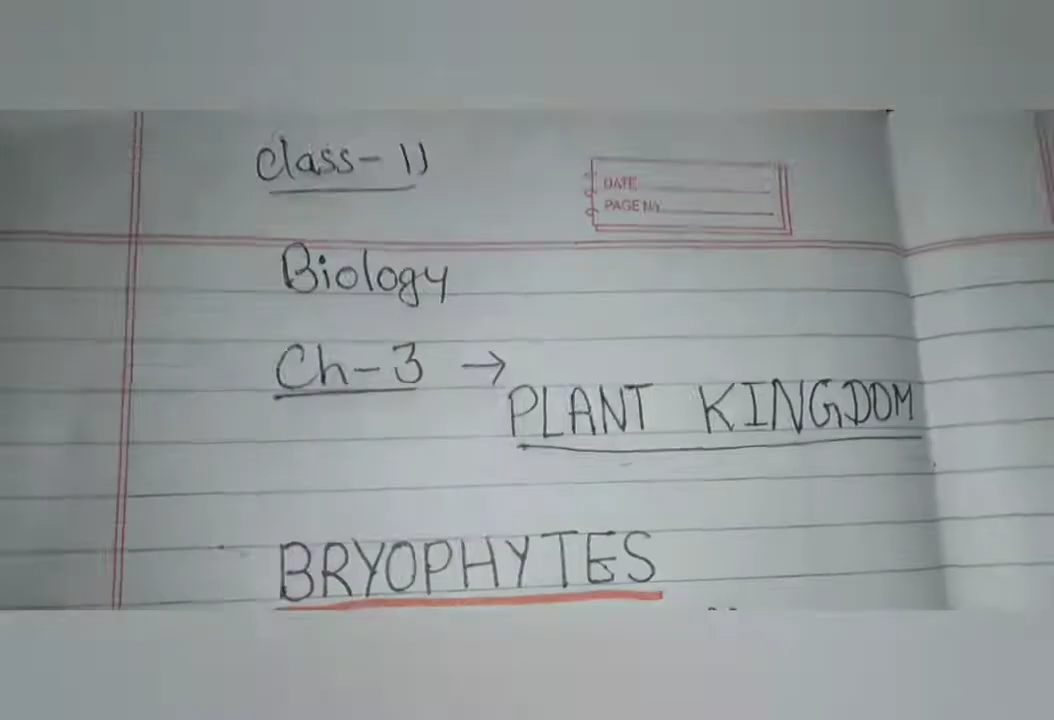 Class-11
DATE
PAGE No.
Biology
Ch-3 →
PLANT KINGDOM
BRYOPHYTES